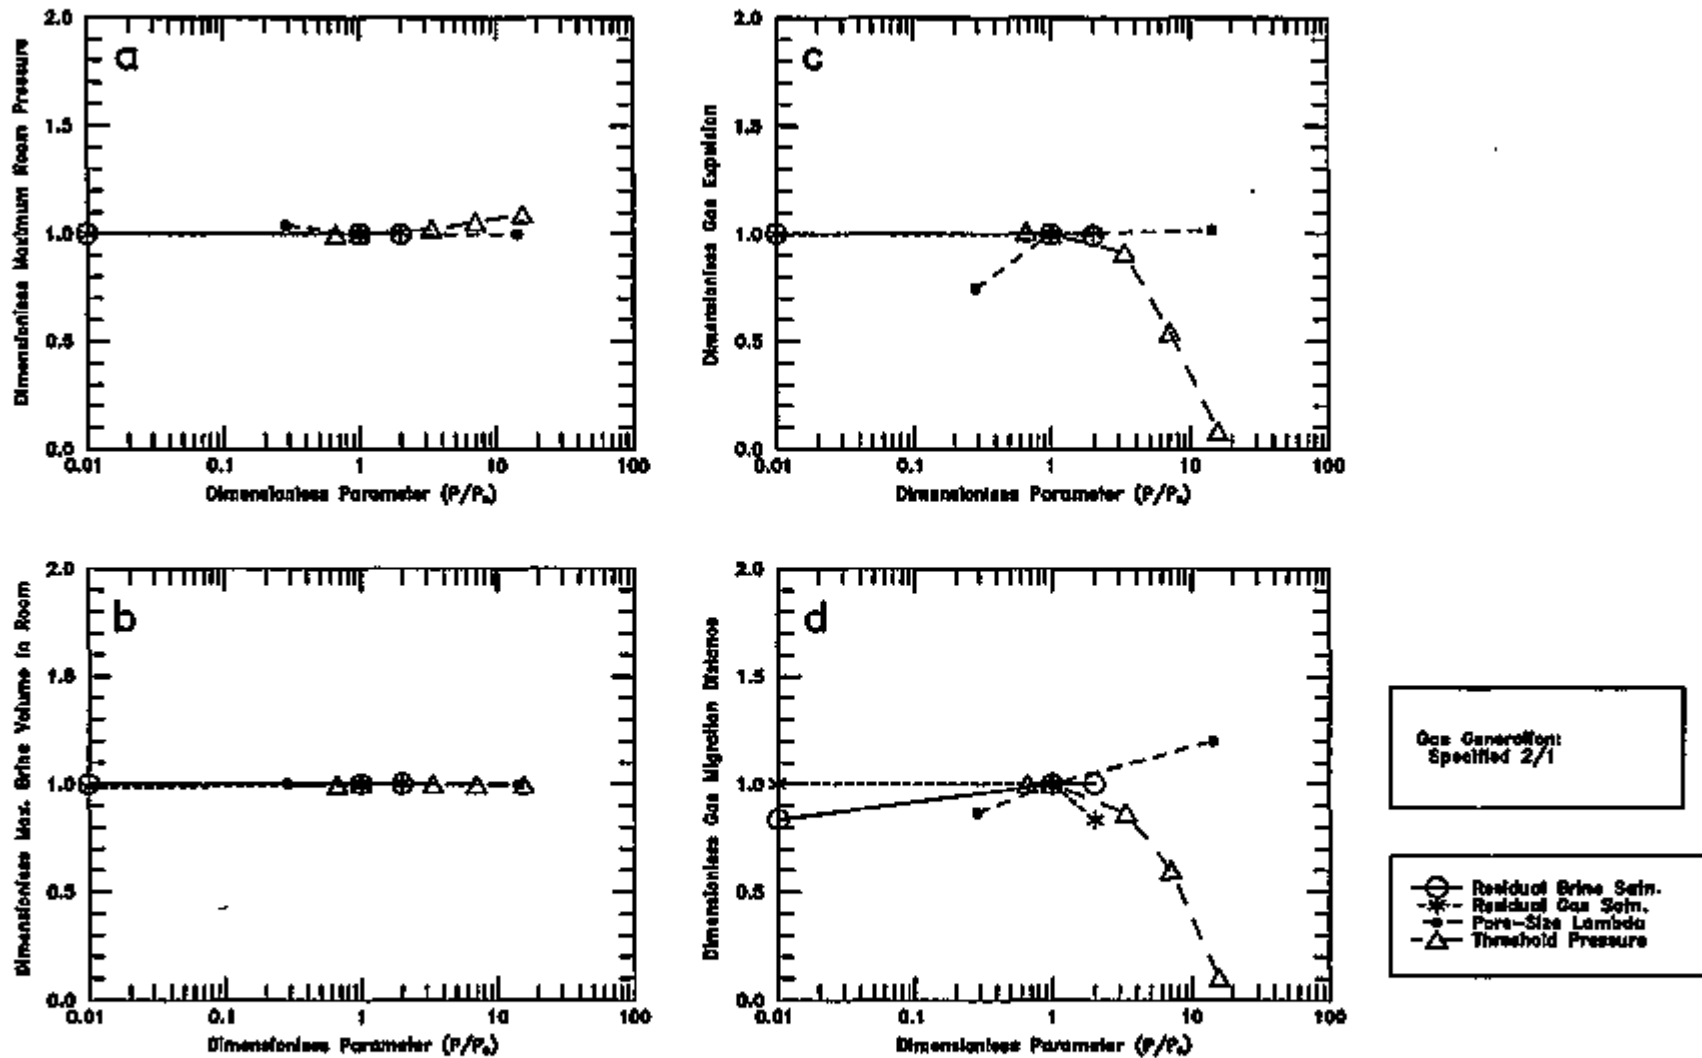 2.0
a
1.5
1.0
0.5
0.0
Dimensionless Maximum Room Pressure
0.01 0.1 1 10 100
Dimensionless Parameter (P/Pₒ)
2.0
c
1.5
1.0
0.5
0.0
Dimensionless Gas Expulsion
0.01 0.1 1 10 100
Dimensionless Parameter (P/Pₒ)
2.0
b
1.5
1.0
0.5
0.0
Dimensionless Max. Brine Volume in Room
0.01 0.1 1 10 100
Dimensionless Parameter (P/Pₒ)
2.0
d
1.5
1.0
0.5
0.0
Dimensionless Gas Migration Distance
0.01 0.1 1 10 100
Dimensionless Parameter (P/Pₒ)
Gas Generation:
Specified 2/1
Residual Brine Satn.
Residual Gas Satn.
Pore-Size Lambda
Threshold Pressure